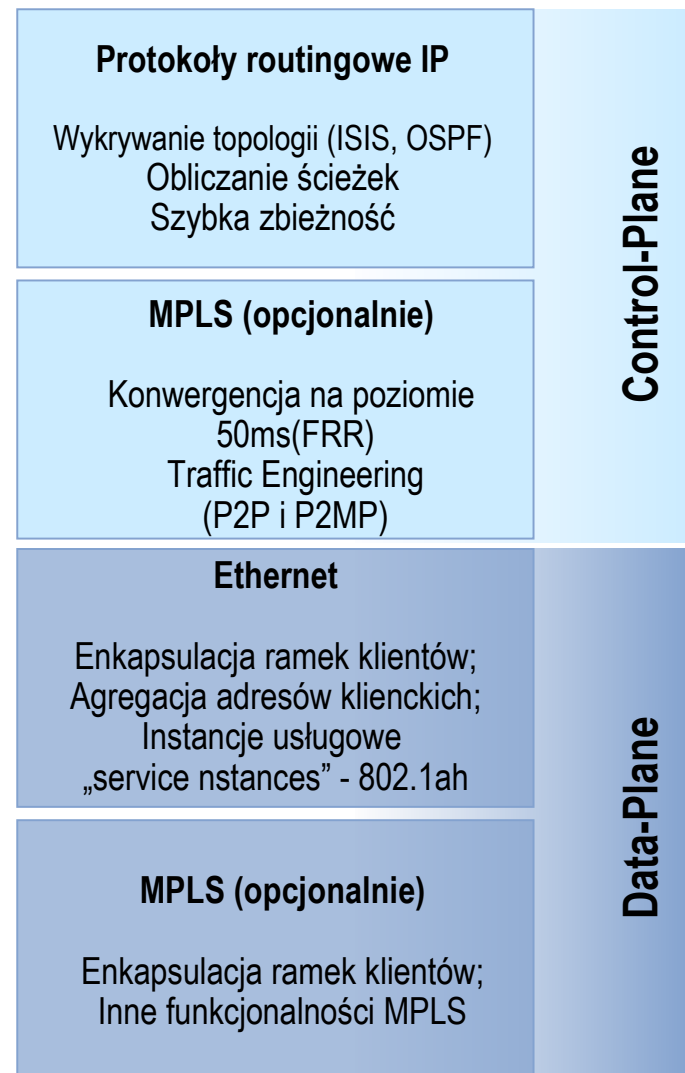 Protokoły routingowe IP
Wykrywanie topologii (ISIS, OSPF)
Obliczanie ścieżek
Szybka zbieżność
MPLS (opcjonalnie)
Konwergencja na poziomie
50ms(FRR)
Traffic Engineering
(P2P i P2MP)
Control-Plane
Ethernet
Enkapsulacja ramek klientów;
Agregacja adresów klienckich;
Instancje usługowe
„service nstances” - 802.1ah
MPLS (opcjonalnie)
Enkapsulacja ramek klientów;
Inne funkcjonalności MPLS
Data-Plane